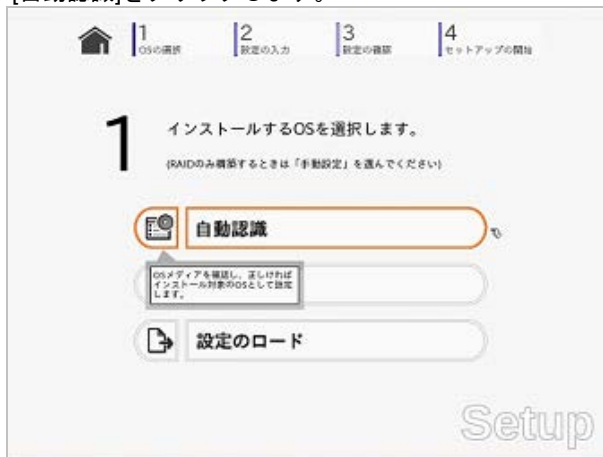 [自動認識]をクリックします。
1
OSの選択
2
設定の入力
3
設定の確認
4
セットアップの開始
1
インストールするOSを選択します。
(RAIDのみ構築するときは「手動設定」を選んでください)
自動認識
OSメディアを確認し、正しければ
インストール対象のOSとして設定
します。
設定のロード
Setup